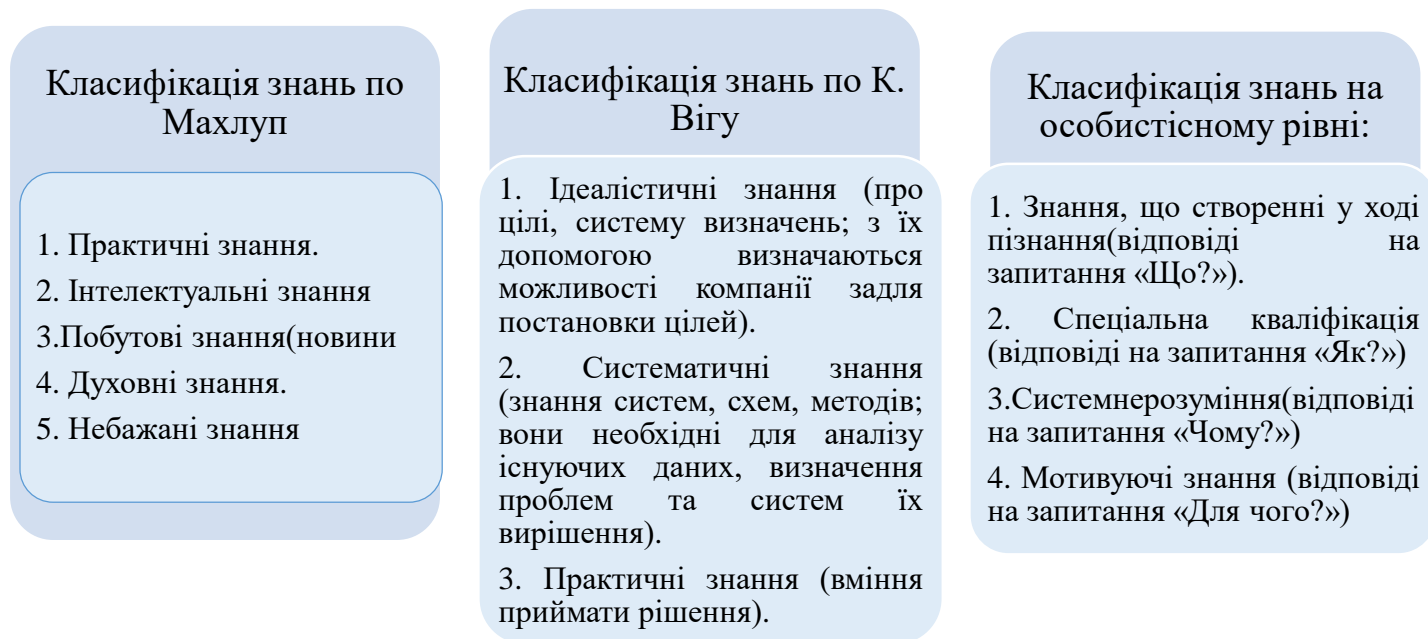 Класифікація знань по
Махлуп
1. Практичні знання.
2. Інтелектуальні знання
3.Побутові знання(новини
4. Духовні знання.
5. Небажані знання
Класифікація знань по К.
Вігу
1. Ідеалістичні знання (про
цілі, систему визначень; з їх
допомогою визначаються
можливості компанії задля
постановки цілей).
2. Систематичні знання
(знання систем, схем, методів;
вони необхідні для аналізу
існуючих даних, визначення
проблем та систем їх
вирішення).
3. Практичні знання (вміння
приймати рішення).
Класифікація знань на
особистісному рівні:
1. Знання, що створенні у ході
пізнання(відповіді на
запитання «Що?»).
2. Спеціальна кваліфікація
(відповіді на запитання «Як?»)
3.Системнерозуміння(відповіді
на запитання «Чому?»)
4. Мотивуючі знання (відповіді
на запитання «Для чого?»)